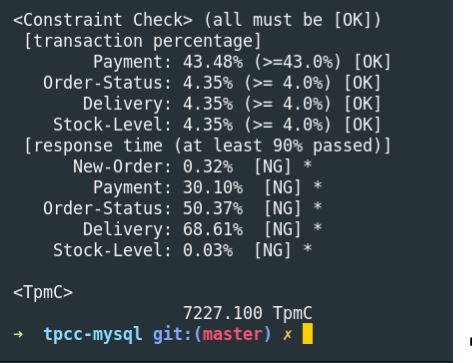 <Constraint Check> (all must be [OK])
[transaction percentage]
Payment: 43.48% (>=43.0%) [OK]
Order-Status: 4.35% (>= 4.0%) [OK]
Delivery: 4.35% (>= 4.0%) [OK]
Stock-Level: 4.35% (>= 4.0%) [OK]
[response time (at least 90% passed)]
New-Order: 0.32%  [NG] *
Payment: 30.10%  [NG] *
Order-Status: 50.37%  [NG] *
Delivery: 68.61%  [NG] *
Stock-Level: 0.03%  [NG] *
<TpmC>
7227.100 TpmC
→  tpcc-mysql git:(master) ✗